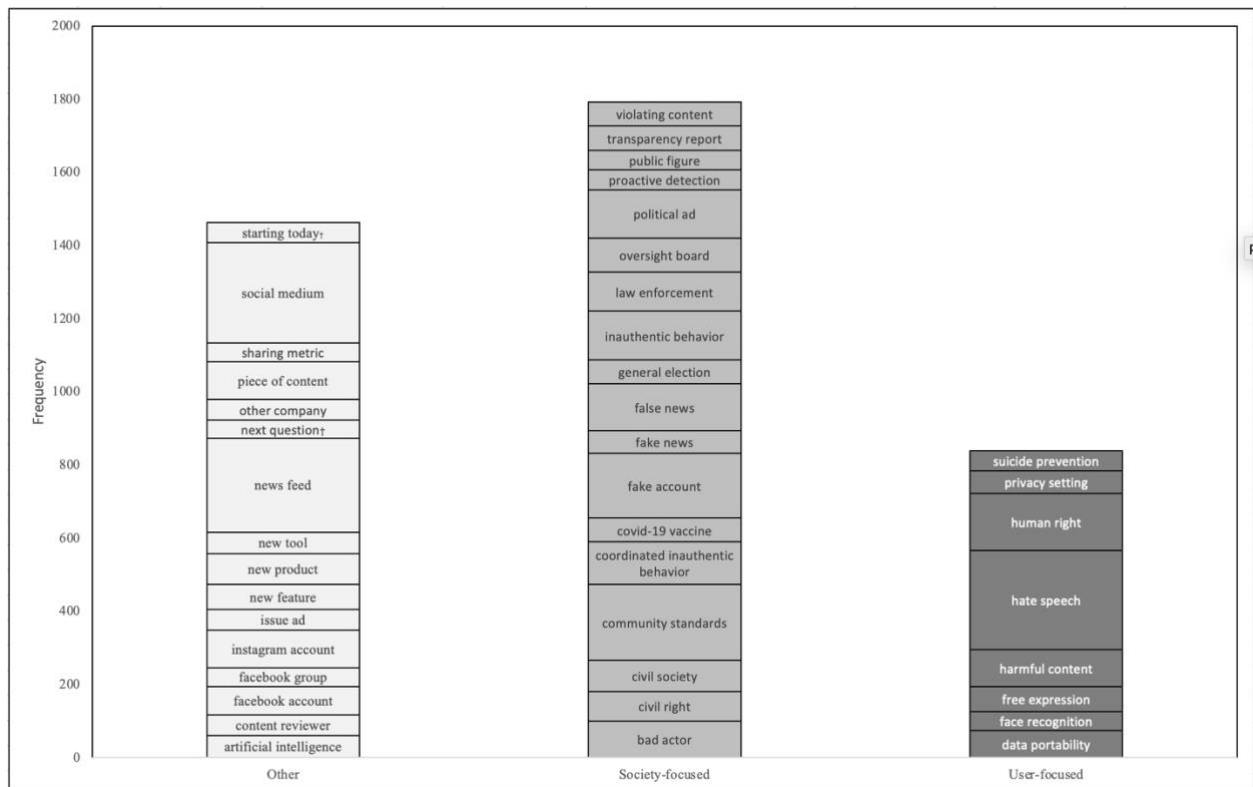 2000
1800
1600
1400
1200
1000
800
600
400
200
0
Frequency
starting today†
social medium
sharing metric
piece of content
other company
next question†
news feed
new tool
new product
new feature
issue ad
instagram account
facebook group
facebook account
content reviewer
artificial intelligence
violating content
transparency report
public figure
proactive detection
political ad
oversight board
law enforcement
inauthentic behavior
general election
false news
fake news
fake account
covid-19 vaccine
coordinated inauthentic
behavior
community standards
civil society
civil right
bad actor
suicide prevention
privacy setting
human right
hate speech
harmful content
free expression
face recognition
data portability
Other
Society-focused
User-focused